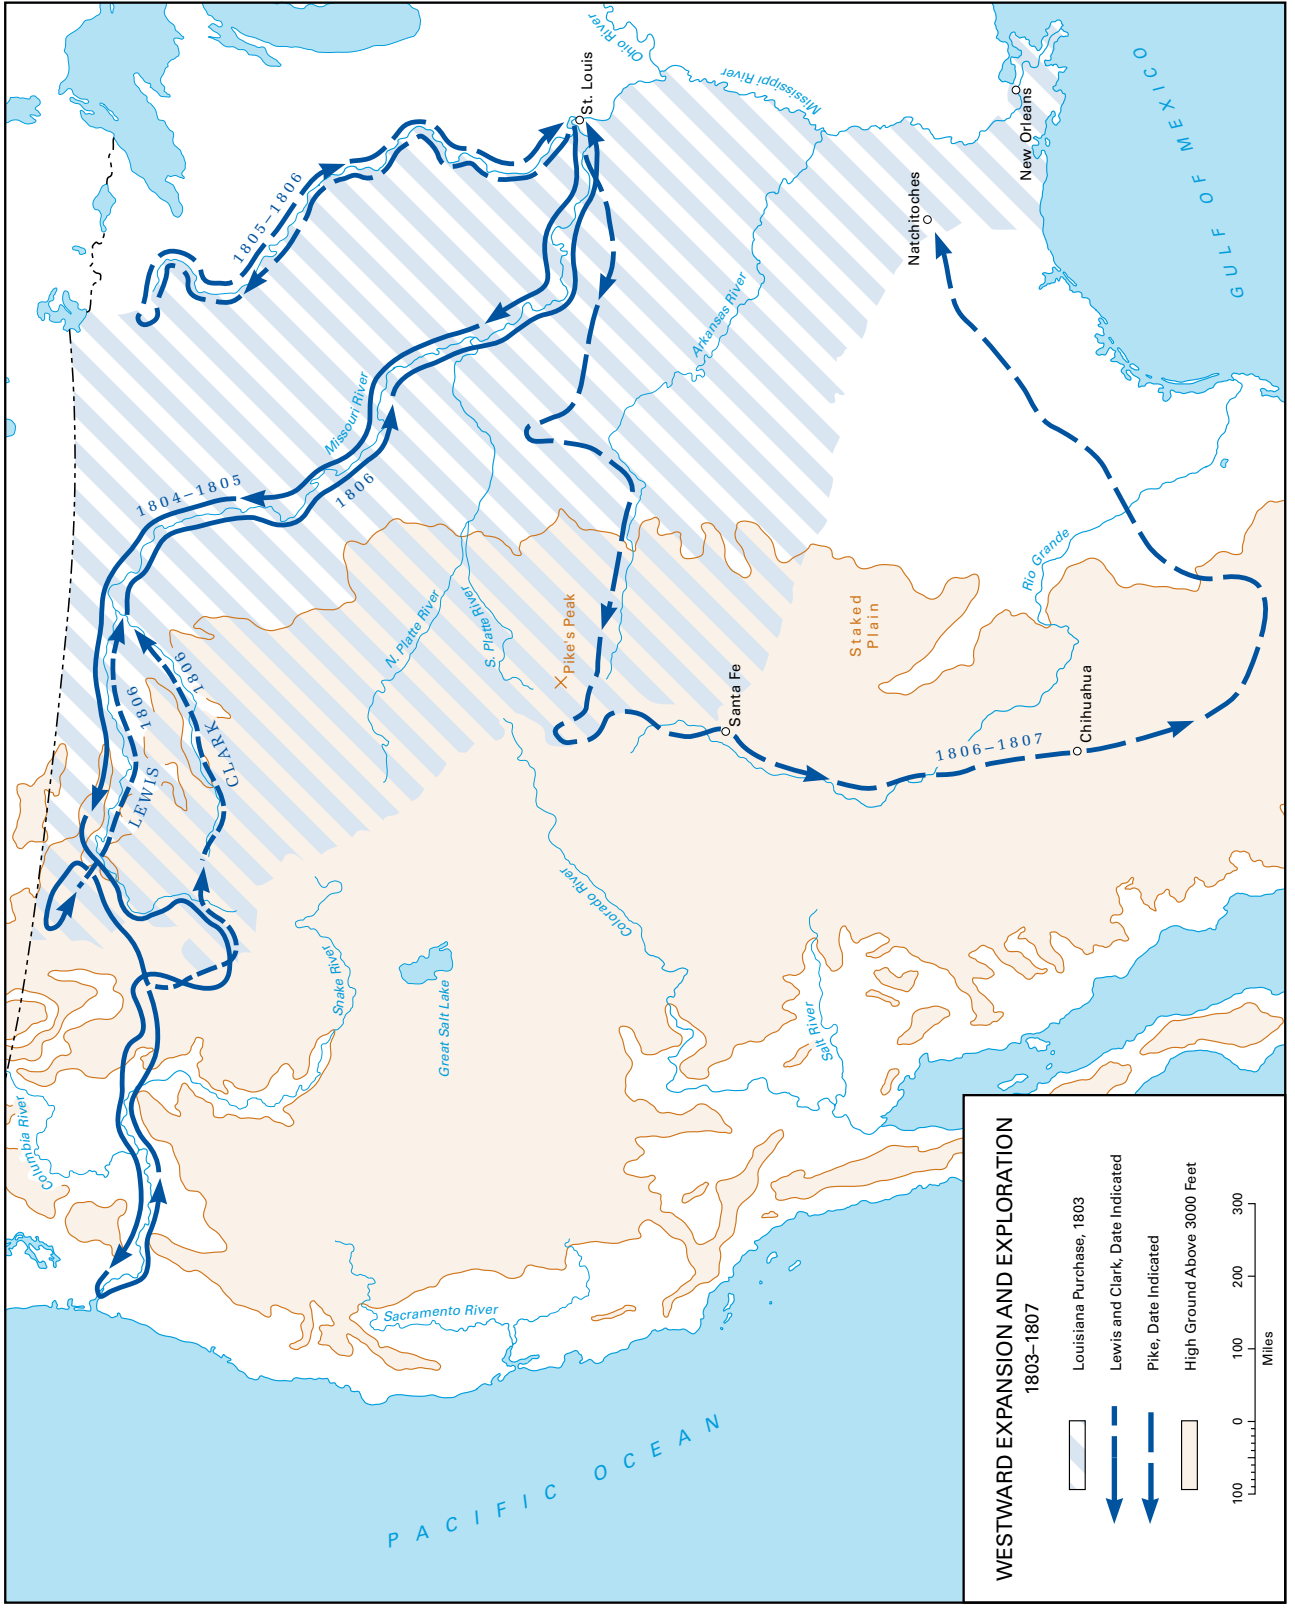 WESTWARD EXPANSION AND EXPLORATION
1803–1807
Louisiana Purchase, 1803
Lewis and Clark, Date Indicated
Pike, Date Indicated
High Ground Above 3000 Feet
100 0 100 200 300
Miles
PACIFIC OCEAN
GULF OF MEXICO
Columbia River
Snake River
Great Salt Lake
Sacramento River
Colorado River
Salt River
Missouri River
N. Platte River
S. Platte River
Arkansas River
Mississippi River
Ohio River
Rio Grande
LEWIS
1806
CLARK
1806
1804–1805
1806
1805–1806
1806–1807
Pike's Peak
Staked
Plain
St. Louis
Santa Fe
Chihuahua
Natchitoches
New Orleans